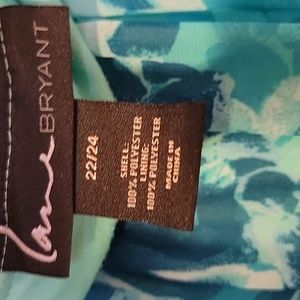 Lane
BRYANT
22/24
SHELL:
100% POLYESTER
LINING:
100% POLYESTER
MADE IN
CHINA